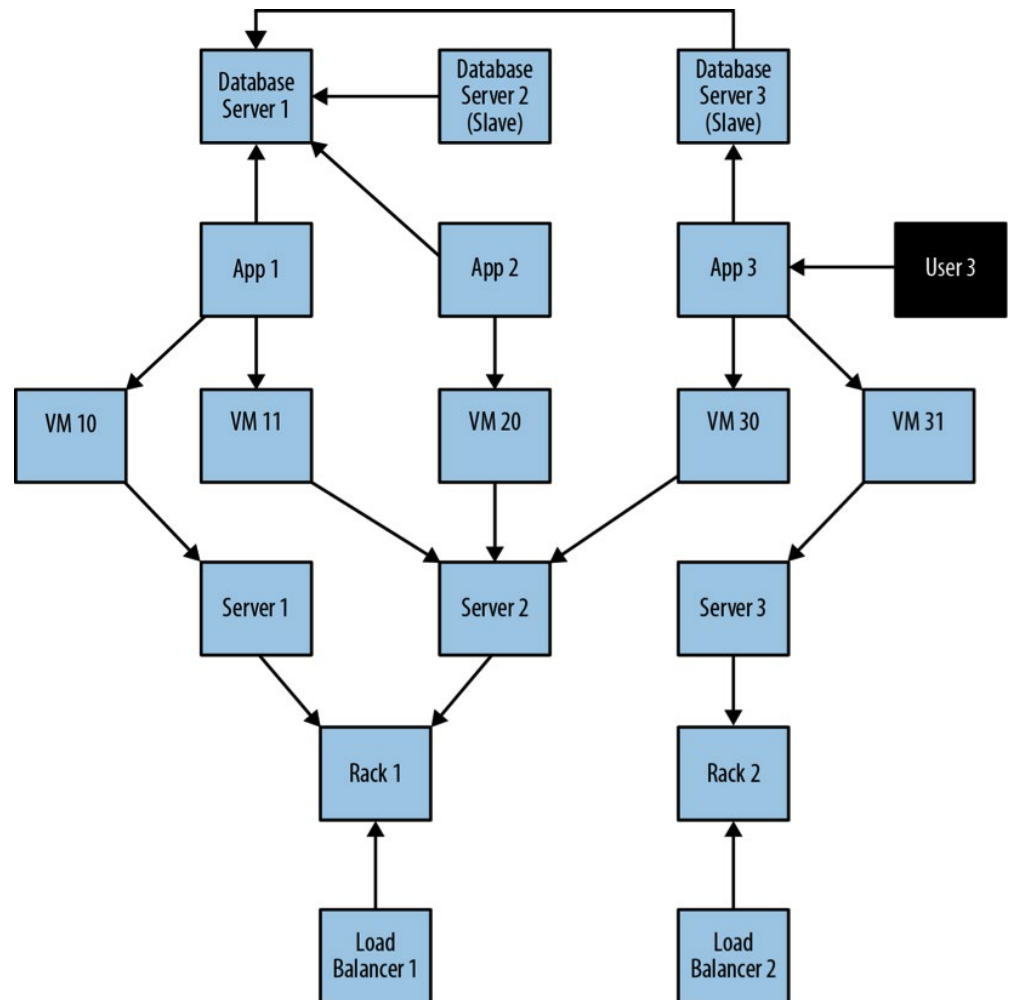 Database
Server 1
Database
Server 2
(Slave)
Database
Server 3
(Slave)
App 1
App 2
App 3
User 3
VM 10
VM 11
VM 20
VM 30
VM 31
Server 1
Server 2
Server 3
Rack 1
Rack 2
Load
Balancer 1
Load
Balancer 2